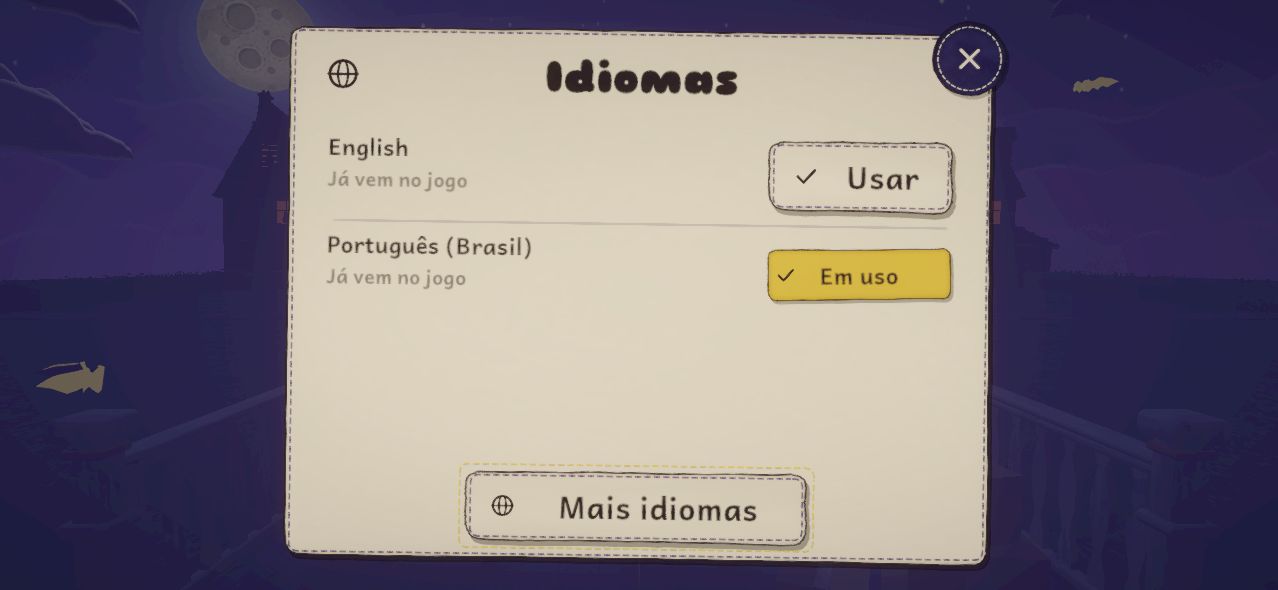 Idiomas
English
Já vem no jogo
Usar
Português (Brasil)
Já vem no jogo
Em uso
Mais idiomas